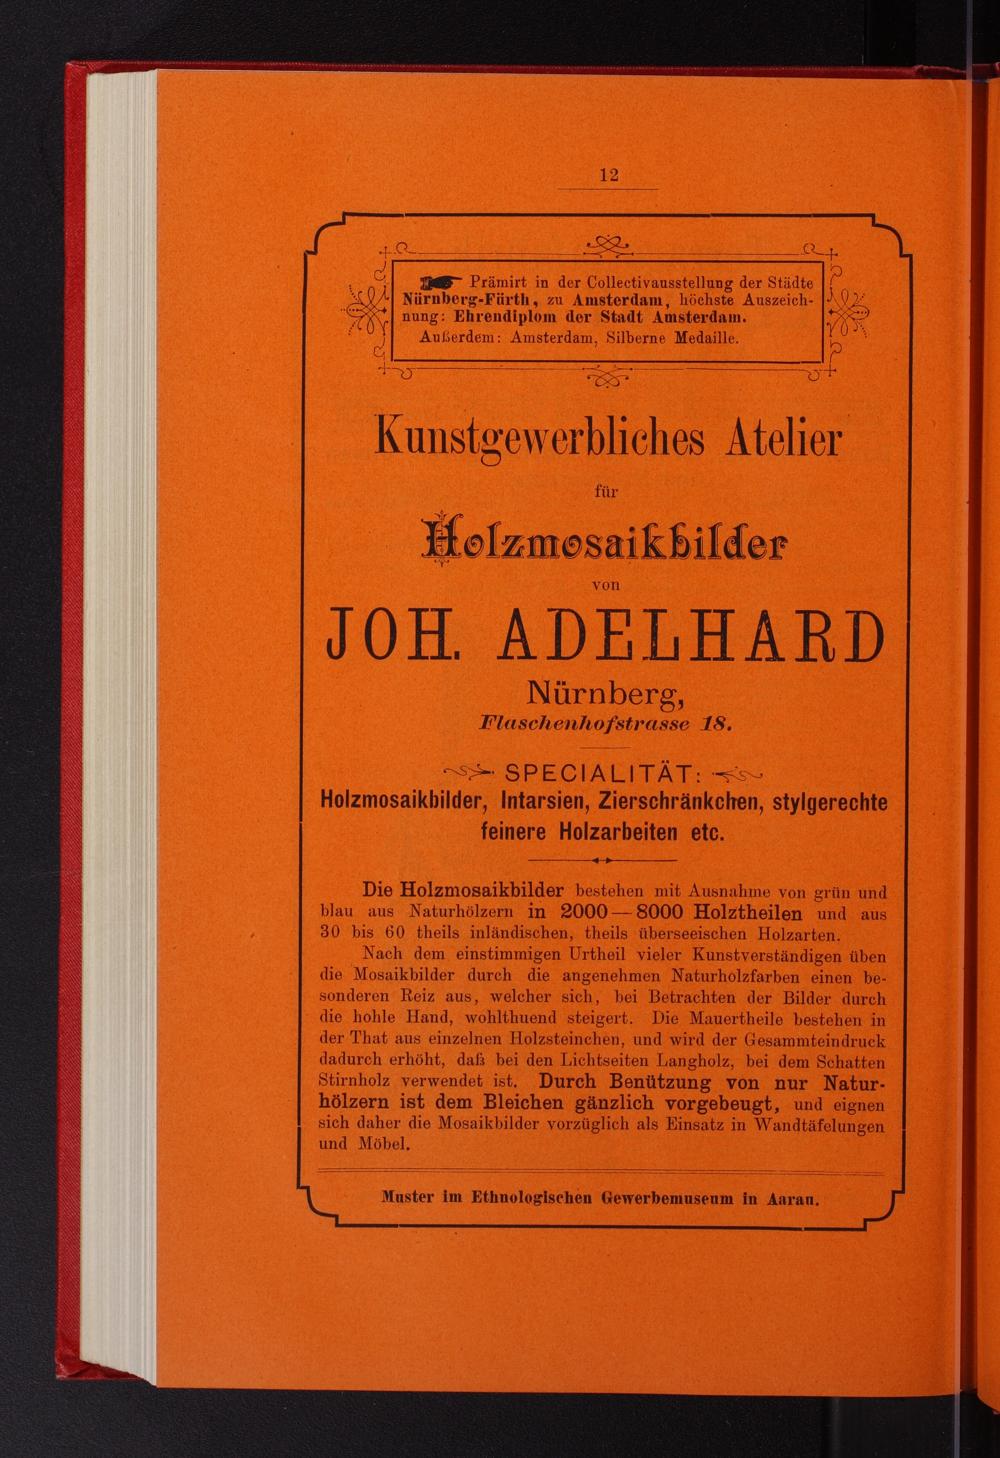 12
Prämirt in der Collectivausstellung der Städte
Nürnberg-Fürth, zu Amsterdam, höchste Auszeich-
nung: Ehrendiplom der Stadt Amsterdam.
Außerdem: Amsterdam, Silberne Medaille.
Kunstgewerbliches Atelier
für
Holzmosaikbilder
von
JOH. ADELHARD
Nürnberg,
Flaschenhofstrasse 18.
SPECIALITÄT:
Holzmosaikbilder, Intarsien, Zierschränkchen, stylgerechte
feinere Holzarbeiten etc.
Die Holzmosaikbilder bestehen mit Ausnahme von grün und
blau aus Naturhölzern in 2000—8000 Holztheilen und aus
30 bis 60 theils inländischen, theils überseeischen Holzarten.
Nach dem einstimmigen Urtheil vieler Kunstverständigen üben
die Mosaikbilder durch die angenehmen Naturholzfarben einen be-
sonderen Reiz aus, welcher sich, bei Betrachten der Bilder durch
die hohle Hand, wohlthuend steigert. Die Mauertheile bestehen in
der That aus einzelnen Holzsteinchen, und wird der Gesammteindruck
dadurch erhöht, daß bei den Lichtseiten Langholz, bei dem Schatten
Stirnholz verwendet ist. Durch Benützung von nur Natur-
hölzern ist dem Bleichen gänzlich vorgebeugt, und eignen
sich daher die Mosaikbilder vorzüglich als Einsatz in Wandtäfelungen
und Möbel.
Muster im Ethnologischen Gewerbemuseum in Aarau.